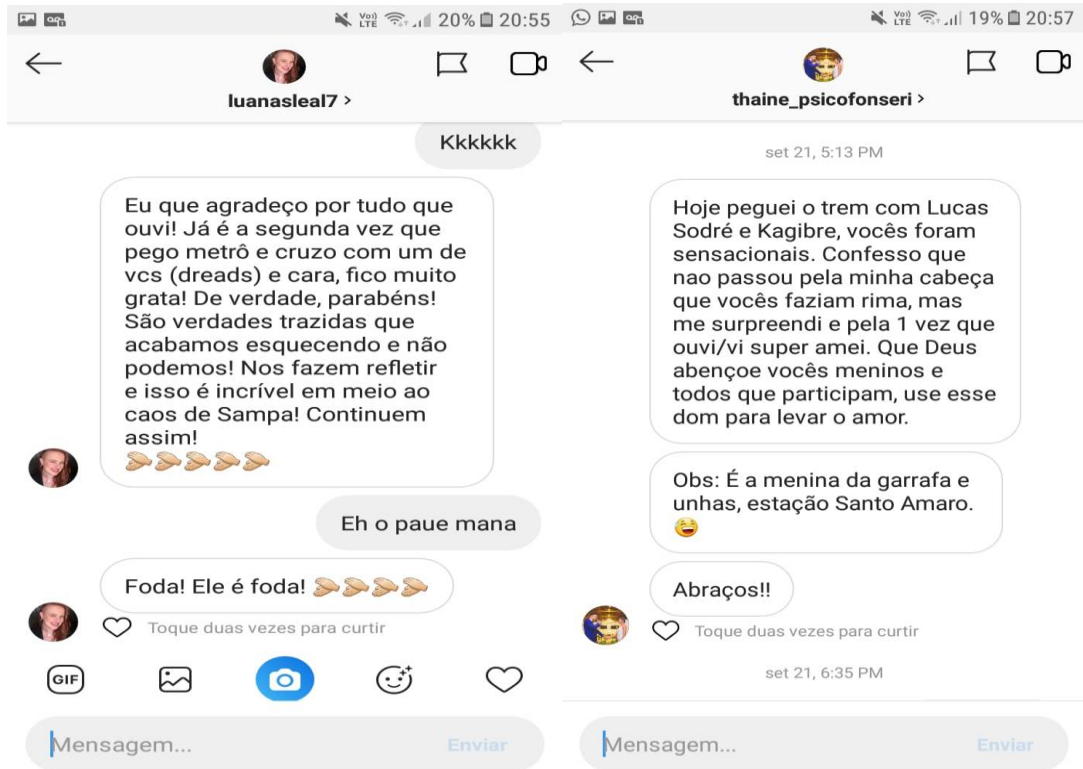 20% 20:55
luanasleal7 >
Kkkkkk
Eu que agradeço por tudo que
ouvi! Já é a segunda vez que
pego metrô e cruzo com um de
vcs (dreads) e cara, fico muito
grata! De verdade, parabéns!
São verdades trazidas que
acabamos esquecendo e não
podemos! Nos fazem refletir
e isso é incrível em meio ao
caos de Sampa! Continuem
assim!
👏🏼👏🏼👏🏼👏🏼👏🏼
Eh o paue mana
Foda! Ele é foda! 👏🏼👏🏼👏🏼👏🏼
Toque duas vezes para curtir
GIF
Mensagem...
Enviar
19% 20:57
thaine_psicofonseri >
set 21, 5:13 PM
Hoje peguei o trem com Lucas
Sodré e Kagibre, vocês foram
sensacionais. Confesso que
nao passou pela minha cabeça
que vocês faziam rima, mas
me surpreendi e pela 1 vez que
ouvi/vi super amei. Que Deus
abençoe vocês meninos e
todos que participam, use esse
dom para levar o amor.
Obs: É a menina da garrafa e
unhas, estação Santo Amaro.
😅
Abraços!!
Toque duas vezes para curtir
set 21, 6:35 PM
Mensagem...
Enviar